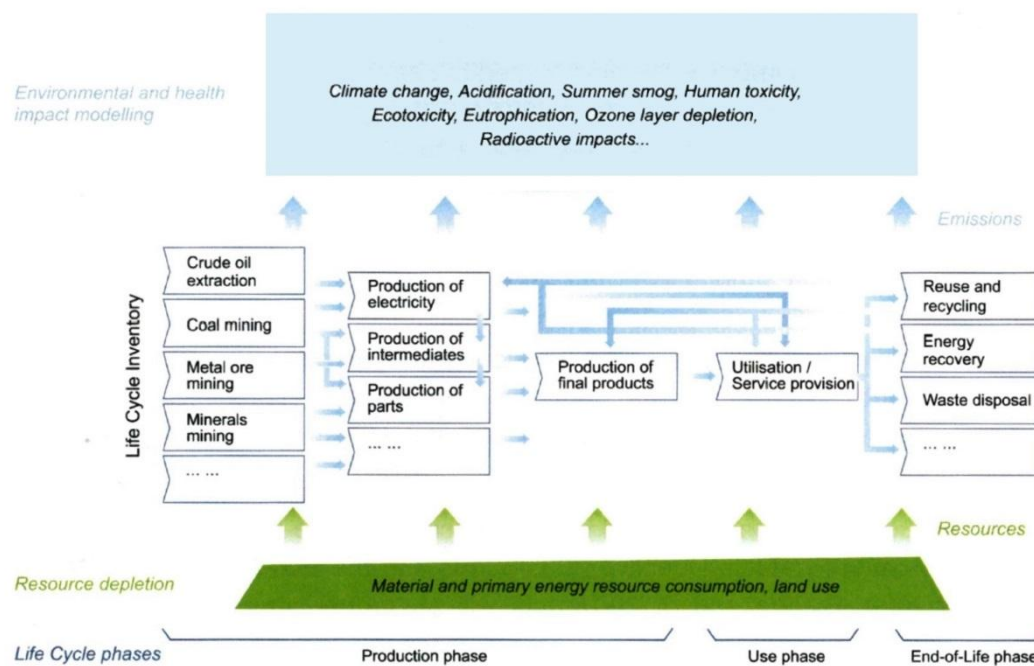 Environmental and health
impact modelling
Climate change, Acidification, Summer smog, Human toxicity,
Ecotoxicity, Eutrophication, Ozone layer depletion,
Radioactive impacts...
Emissions
Life Cycle Inventory
Crude oil
extraction
Coal mining
Metal ore
mining
Minerals
mining
... ...
Production of
electricity
Production of
intermediates
Production of
parts
... ...
Production of
final products
Utilisation /
Service provision
Reuse and
recycling
Energy
recovery
Waste disposal
... ...
Resources
Resource depletion
Material and primary energy resource consumption, land use
Life Cycle phases
Production phase
Use phase
End-of-Life phase